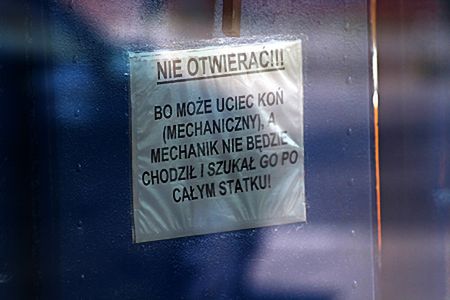 NIE OTWIERAĆ!!!
BO MOŻE UCIEC KOŃ
(MECHANICZNY), A
MECHANIK NIE BĘDZIE
CHODZIŁ I SZUKAŁ GO PO
CAŁYM STATKU!